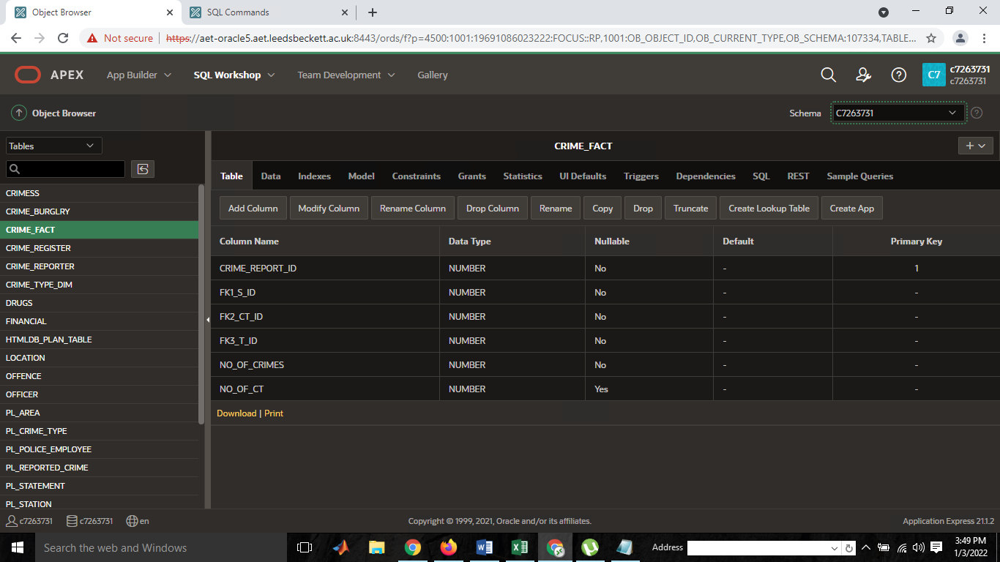 Object Browser
SQL Commands
Not secure
https://aet-oracle5.aet.leedsbeckett.ac.uk:8443/ords/f?p=4500:1001:19691086023222:FOCUS::RP,1001:OB_OBJECT_ID,OB_CURRENT_TYPE,OB_SCHEMA:107334,TABLE...
APEX App Builder SQL Workshop Team Development Gallery
C7 c7263731
c7263731
Object Browser
Schema C7263731
Tables
CRIME_FACT
Table Data Indexes Model Constraints Grants Statistics UI Defaults Triggers Dependencies SQL REST Sample Queries
Add Column Modify Column Rename Column Drop Column Rename Copy Drop Truncate Create Lookup Table Create App
CRIMESS
CRIME_BURGLRY
CRIME_FACT
CRIME_REGISTER
CRIME_REPORTER
CRIME_TYPE_DIM
DRUGS
FINANCIAL
HTMLDB_PLAN_TABLE
LOCATION
OFFENCE
OFFICER
PL_AREA
PL_CRIME_TYPE
PL_POLICE_EMPLOYEE
PL_REPORTED_CRIME
PL_STATEMENT
PL_STATION
Column Name Data Type Nullable Default Primary Key
CRIME_REPORT_ID NUMBER No - 1
FK1_S_ID NUMBER No - -
FK2_CT_ID NUMBER No - -
FK3_T_ID NUMBER No - -
NO_OF_CRIMES NUMBER No - -
NO_OF_CT NUMBER Yes - -
Download | Print
c7263731 c7263731 en
Copyright © 1999, 2021, Oracle and/or its affiliates.
Application Express 21.1.2
Search the web and Windows
Address
3:49 PM
1/3/2022